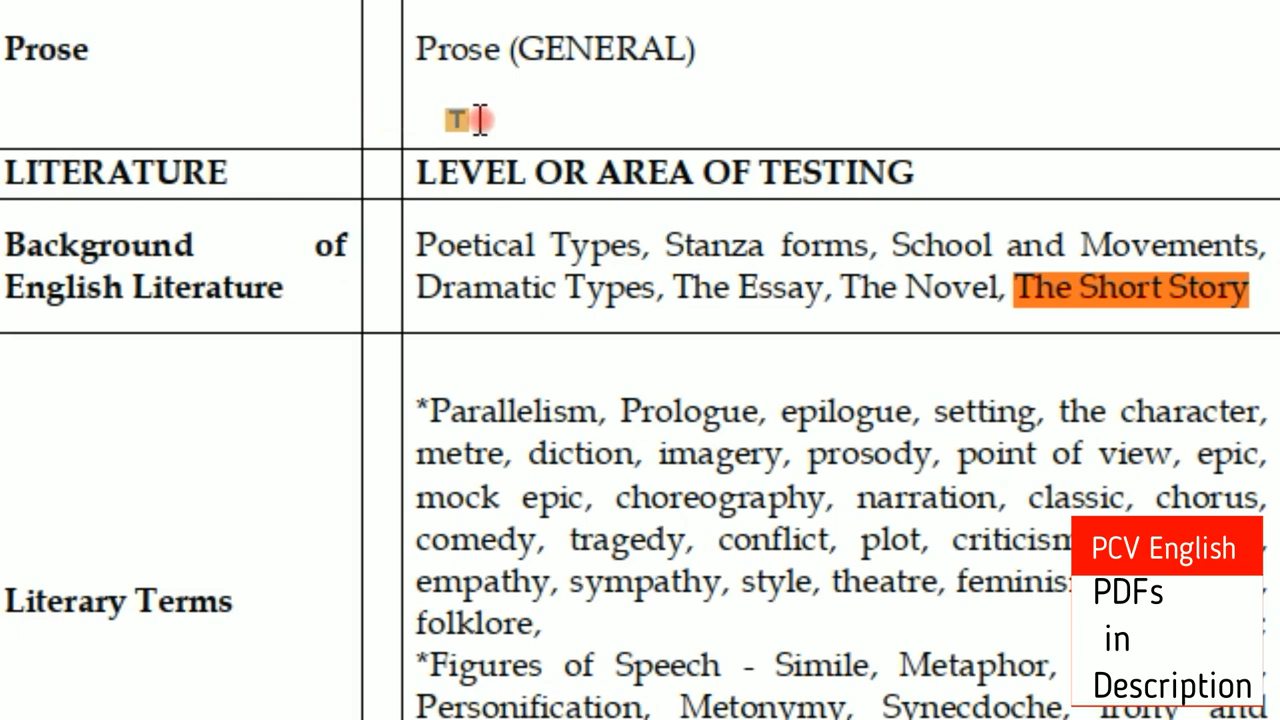 Prose
Prose (GENERAL)
T
LITERATURE
LEVEL OR AREA OF TESTING
Background of
English Literature
Poetical Types, Stanza forms, School and Movements,
Dramatic Types, The Essay, The Novel, The Short Story
Literary Terms
*Parallelism, Prologue, epilogue, setting, the character,
metre, diction, imagery, prosody, point of view, epic,
mock epic, choreography, narration, classic, chorus,
comedy, tragedy, conflict, plot,
empathy, sympathy, style, theatre,
folklore,
*Figures of Speech - Simile, Metaphor,
Personification, Metonymy, Synecdoche, Irony and
PCV English
PDFs
in
Description